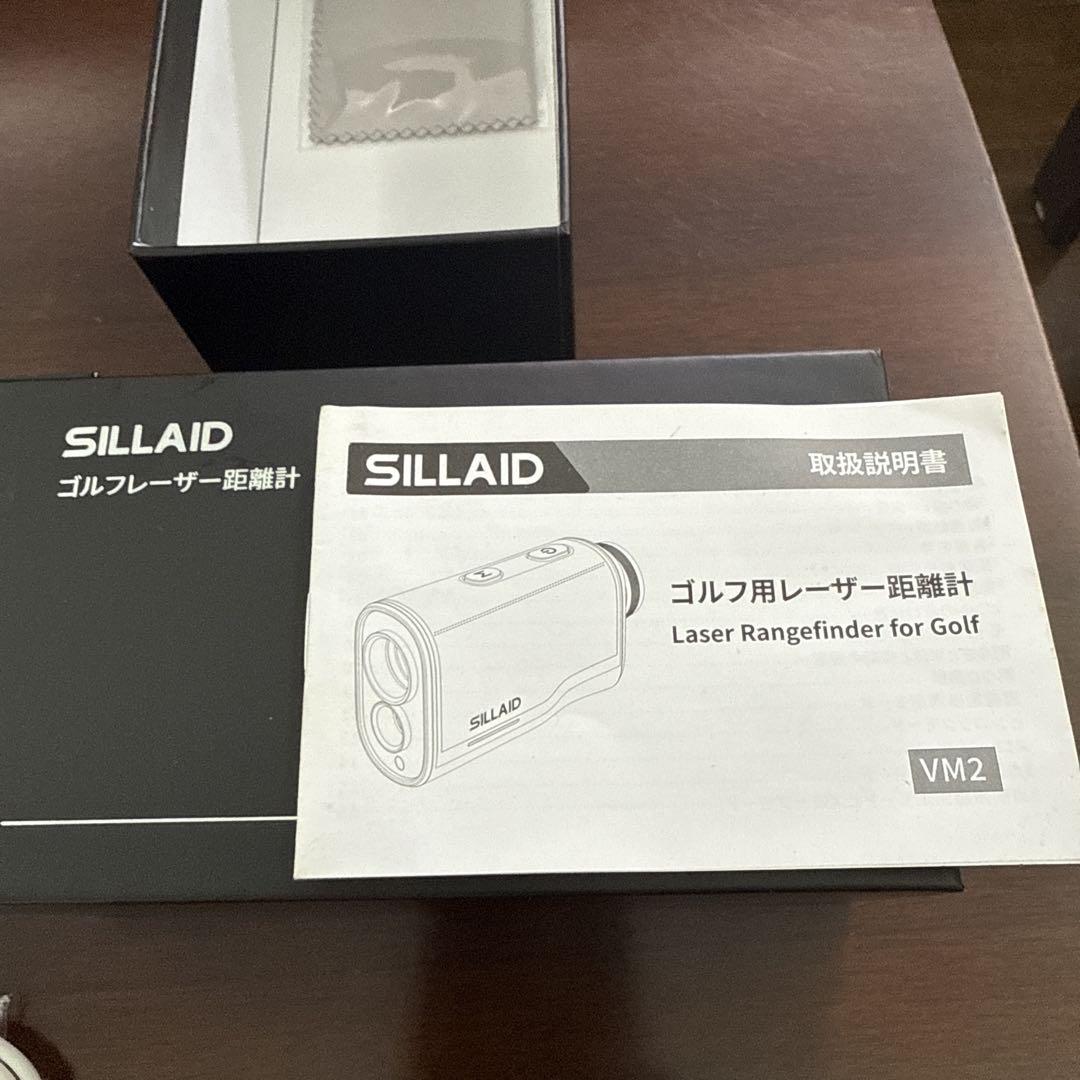 SILLAID
ゴルフレーザー距離計
SILLAID
取扱説明書
M
SILLAID
ゴルフ用レーザー距離計
Laser Rangefinder for Golf
VM2